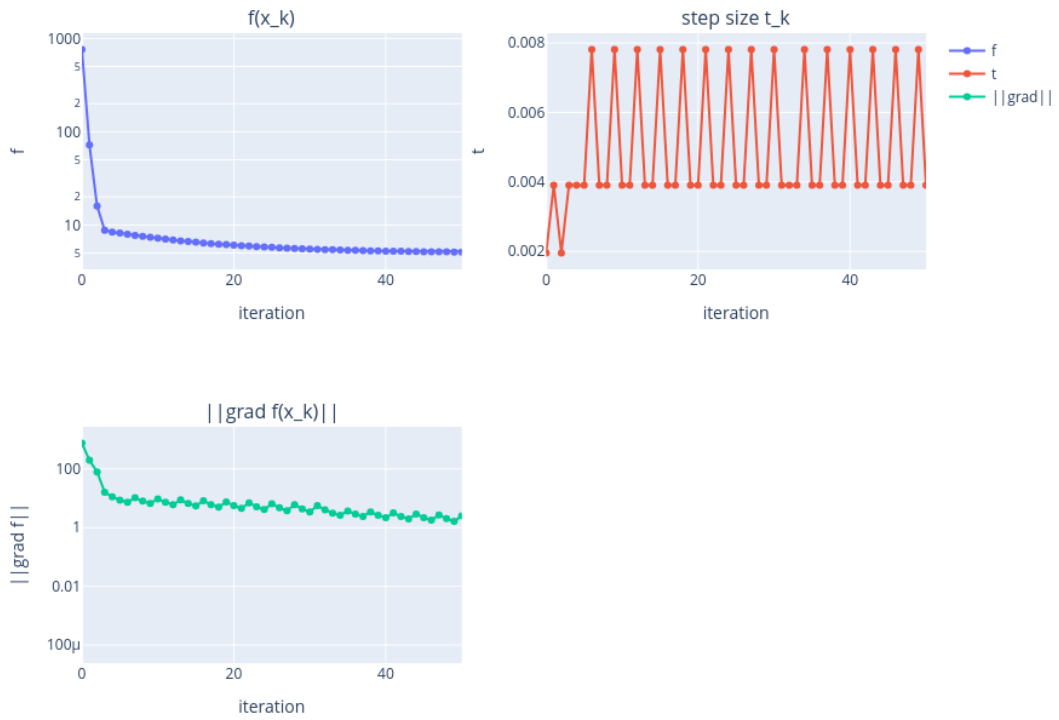 f(x_k)
1000
5
2
100
5
2
10
5
f
0
20
40
iteration
step size t_k
0.008
0.006
0.004
0.002
t
0
20
40
iteration
f
t
||grad||
||grad f(x_k)||
100
1
0.01
100μ
||grad f||
0
20
40
iteration